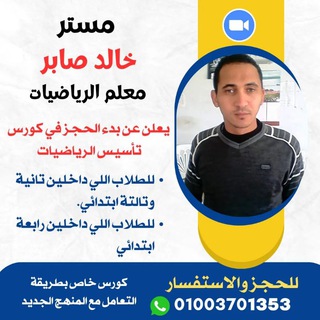 مستر
خالد صابر
معلم الرياضيات
يعلن عن بدء الحجز في كورس
تأسيس الرياضيات
• للطلاب اللي داخلين تانية
وتالتة ابتدائي.
• للطلاب اللي داخلين رابعة
ابتدائي
للحجز والاستفسار
01003701353
كورس خاص بطريقة
التعامل مع المنهج الجديد